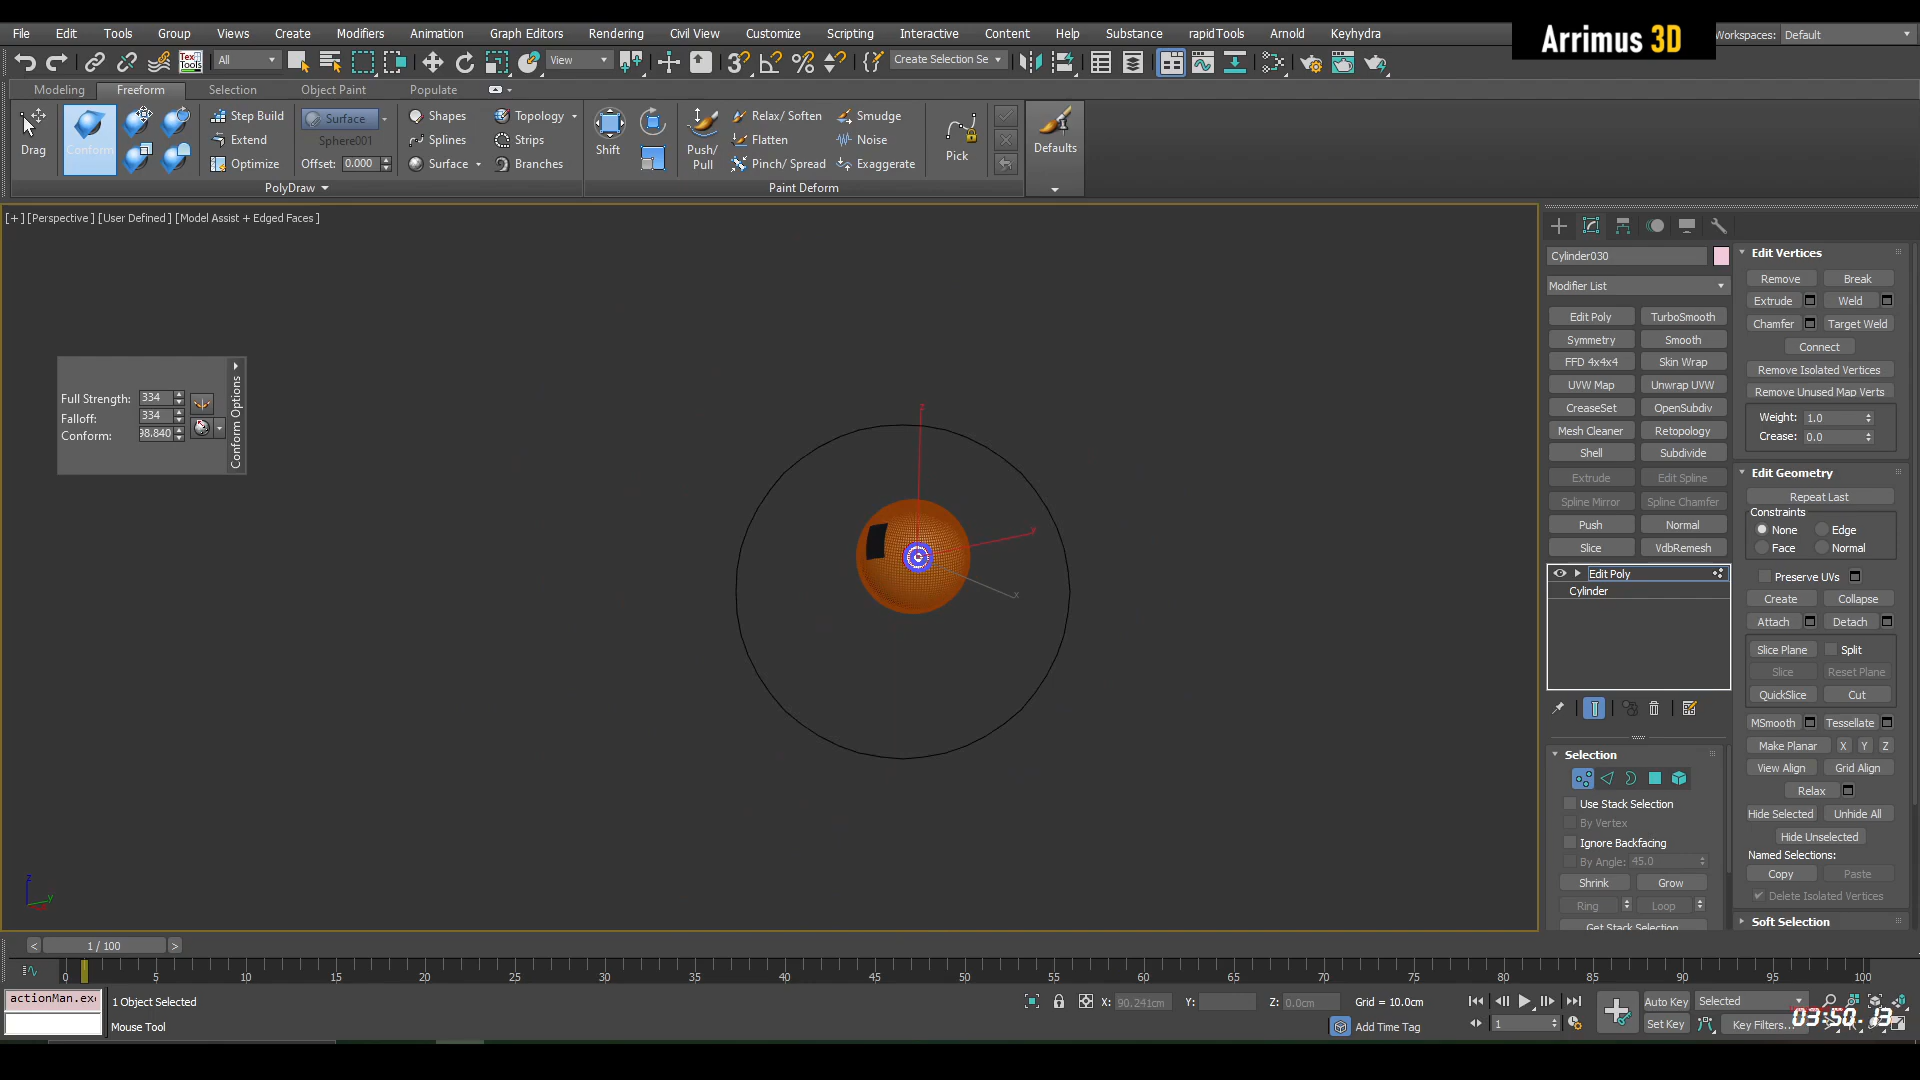 Arrimus 3D
File Edit Tools Group Views Create Modifiers Animation Graph Editors Rendering Civil View Customize Scripting Interactive Content Help Substance rapidTools Arnold Keyhydra Workspaces: Default
Text Tools All View Create Selection Se
Modeling Freeform Selection Object Paint Populate
Drag Conform Step Build Extend Optimize
Surface Sphere001 Offset: 0.000
Shapes Splines Surface
Topology Strips Branches
PolyDraw
Shift Push/ Pull
Relax/ Soften Flatten Pinch/ Spread
Smudge Noise Exaggerate
Pick
Paint Deform
Defaults
[+] [Perspective ] [User Defined ] [Model Assist + Edged Faces ]
Full Strength: 334
Falloff: 334
Conform: 98.840
Conform Options
z
y
x
z
y
Cylinder030
Modifier List
Edit Poly TurboSmooth
Symmetry Smooth
FFD 4x4x4 Skin Wrap
UVW Map Unwrap UVW
CreaseSet OpenSubdiv
Mesh Cleaner Retopology
Shell Subdivide
Extrude Edit Spline
Spline Mirror Spline Chamfer
Push Normal
Slice VdbRemesh
Edit Poly
Cylinder
Selection
Use Stack Selection
By Vertex
Ignore Backfacing
By Angle: 45.0
Shrink Grow
Ring Loop
Get Stack Selection
Edit Vertices
Remove Break
Extrude Weld
Chamfer Target Weld
Connect
Remove Isolated Vertices
Remove Unused Map Verts
Weight: 1.0
Crease: 0.0
Edit Geometry
Repeat Last
Constraints
None Edge
Face Normal
Preserve UVs
Create Collapse
Attach Detach
Slice Plane Split
Slice Reset Plane
QuickSlice Cut
MSmooth Tessellate
Make Planar X Y Z
View Align Grid Align
Relax
Hide Selected Unhide All
Hide Unselected
Named Selections:
Copy Paste
Delete Isolated Vertices
Soft Selection
< 1 / 100 >
0 5 10 15 20 25 30 35 40 45 50 55 60 65 70 75 80 85 90 95 100
actionMan.exe 1 Object Selected X: 90.241cm Y: Z: 0.0cm Grid = 10.0cm Auto Key Selected
Mouse Tool Add Time Tag 1 Set Key Key Filters...
03:50.13